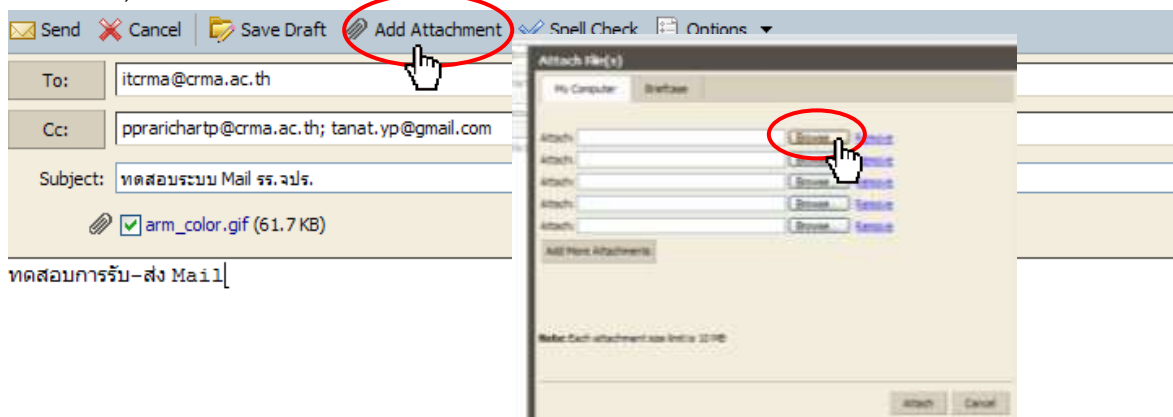 Send Cancel Save Draft Add Attachment Spell Check Options
To: itcrma@crma.ac.th
Cc: pprarichartp@crma.ac.th; tanat.yp@gmail.com
Subject: ทดสอบระบบ Mail รร.จปร.
arm_color.gif (61.7 KB)
ทดสอบการรับ-ส่ง Mail
Attach File(s)
My Computer Briefcase
Attach: Browse... Remove
Attach: Browse... Remove
Attach: Browse... Remove
Attach: Browse... Remove
Attach: Browse... Remove
Add More Attachments
Note: Each attachment size limit is 10 MB
Attach Cancel